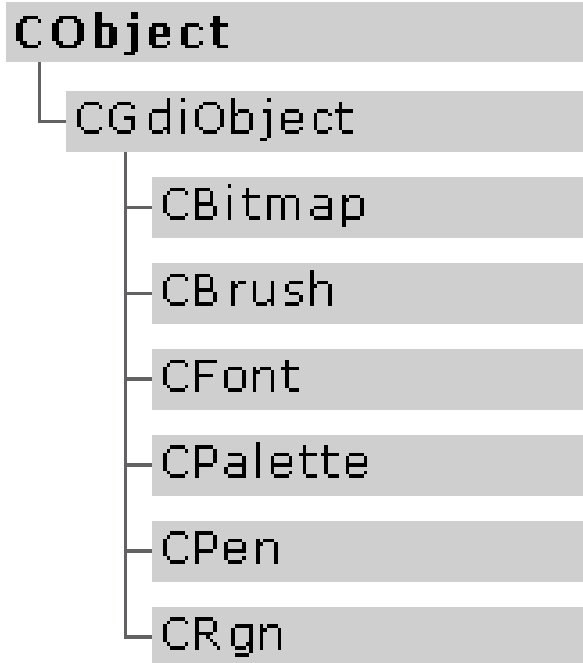 CObject
CGdiObject
CBitmap
CBrush
CFont
CPalette
CPen
CRgn